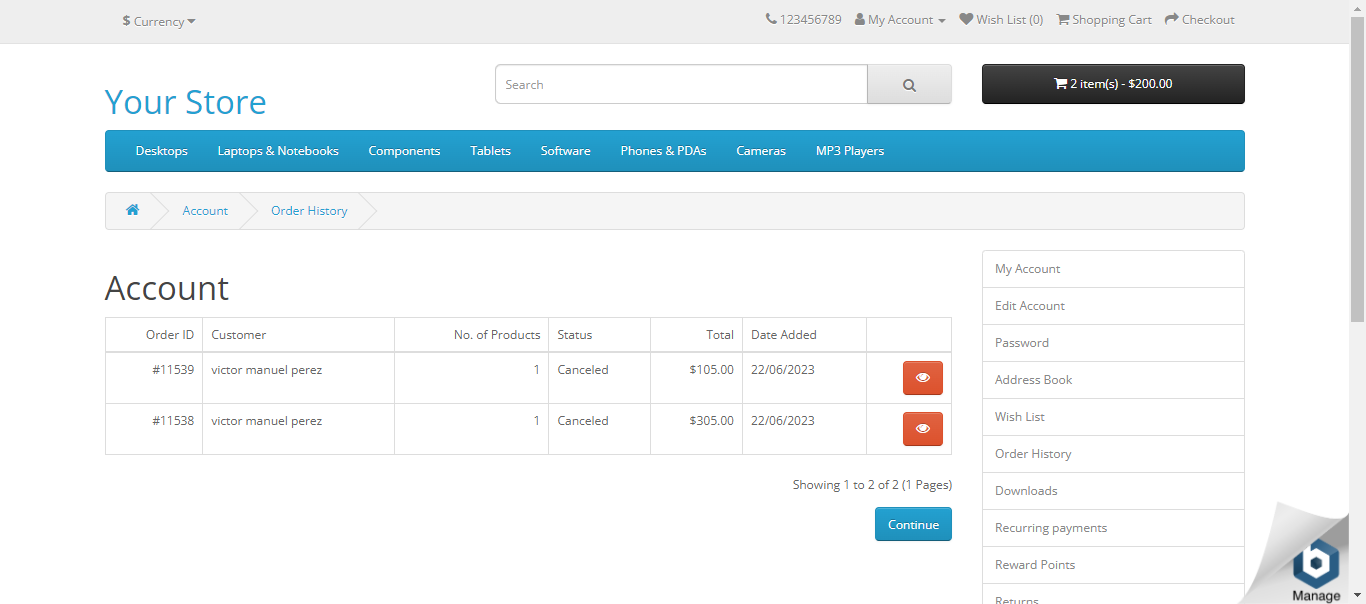 $ Currency
123456789 My Account Wish List (0) Shopping Cart Checkout
Your Store
Search
2 item(s) - $200.00
Desktops Laptops & Notebooks Components Tablets Software Phones & PDAs Cameras MP3 Players
Account Order History
Account
Order ID Customer No. of Products Status Total Date Added
#11539 victor manuel perez 1 Canceled $105.00 22/06/2023
#11538 victor manuel perez 1 Canceled $305.00 22/06/2023
Showing 1 to 2 of 2 (1 Pages)
Continue
My Account
Edit Account
Password
Address Book
Wish List
Order History
Downloads
Recurring payments
Reward Points
Returns
b
Manage